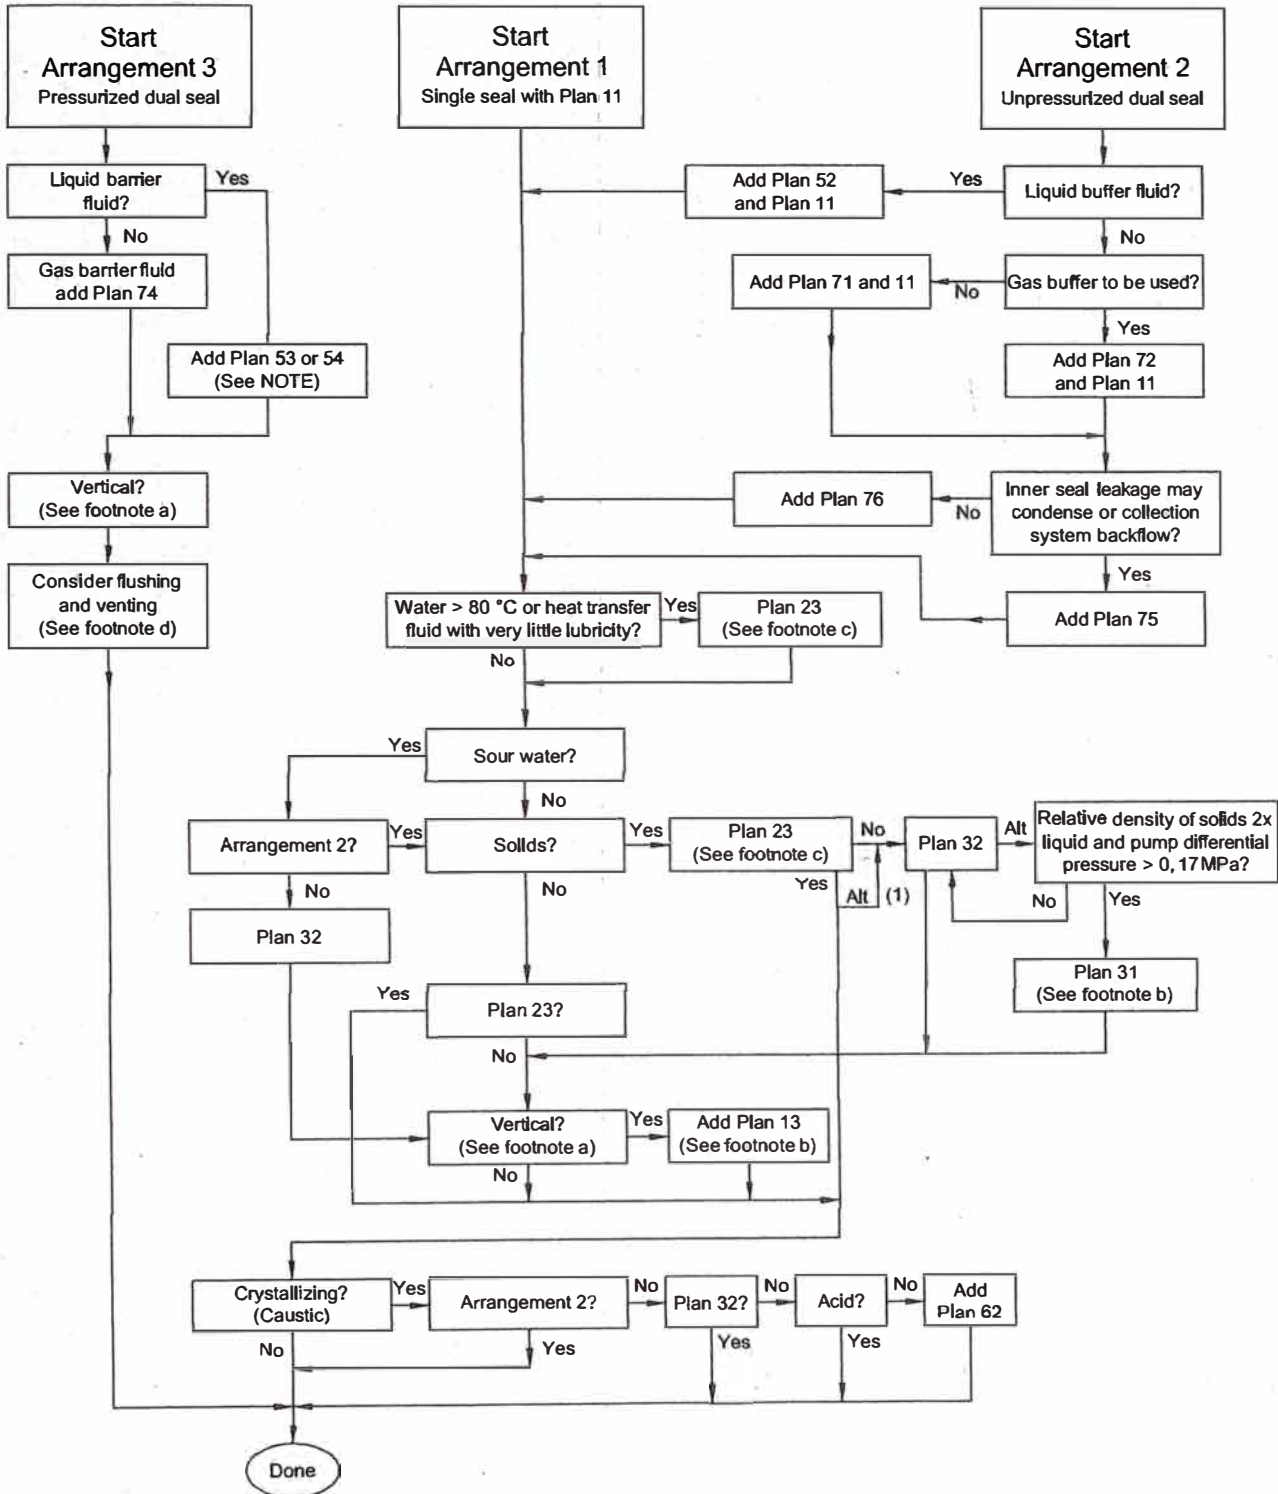 Start
Arrangement 3
Pressurized dual seal
Start
Arrangement 1
Single seal with Plan 11
Start
Arrangement 2
Unpressurized dual seal
Liquid barrier
fluid?
Yes
No
Gas barrier fluid
add Plan 74
Add Plan 53 or 54
(See NOTE)
Vertical?
(See footnote a)
Consider flushing
and venting
(See footnote d)
Add Plan 52
and Plan 11
Yes
Liquid buffer fluid?
No
Add Plan 71 and 11
No
Gas buffer to be used?
Yes
Add Plan 72
and Plan 11
Add Plan 76
No
Inner seal leakage may
condense or collection
system backflow?
Yes
Add Plan 75
Water > 80 °C or heat transfer
fluid with very little lubricity?
Yes
Plan 23
(See footnote c)
No
Yes
Sour water?
No
Arrangement 2?
Yes
Solids?
Yes
Plan 23
(See footnote c)
No
Plan 32
Alt
Relative density of solids 2x
liquid and pump differential
pressure > 0, 17 MPa?
No
No
Yes
Alt
(1)
No
Yes
Plan 32
Plan 31
(See footnote b)
Yes
Plan 23?
No
Vertical?
(See footnote a)
Yes
Add Plan 13
(See footnote b)
No
Crystallizing?
(Caustic)
Yes
Arrangement 2?
No
Plan 32?
No
Acid?
No
Add
Plan 62
No
Yes
Yes
Yes
Done